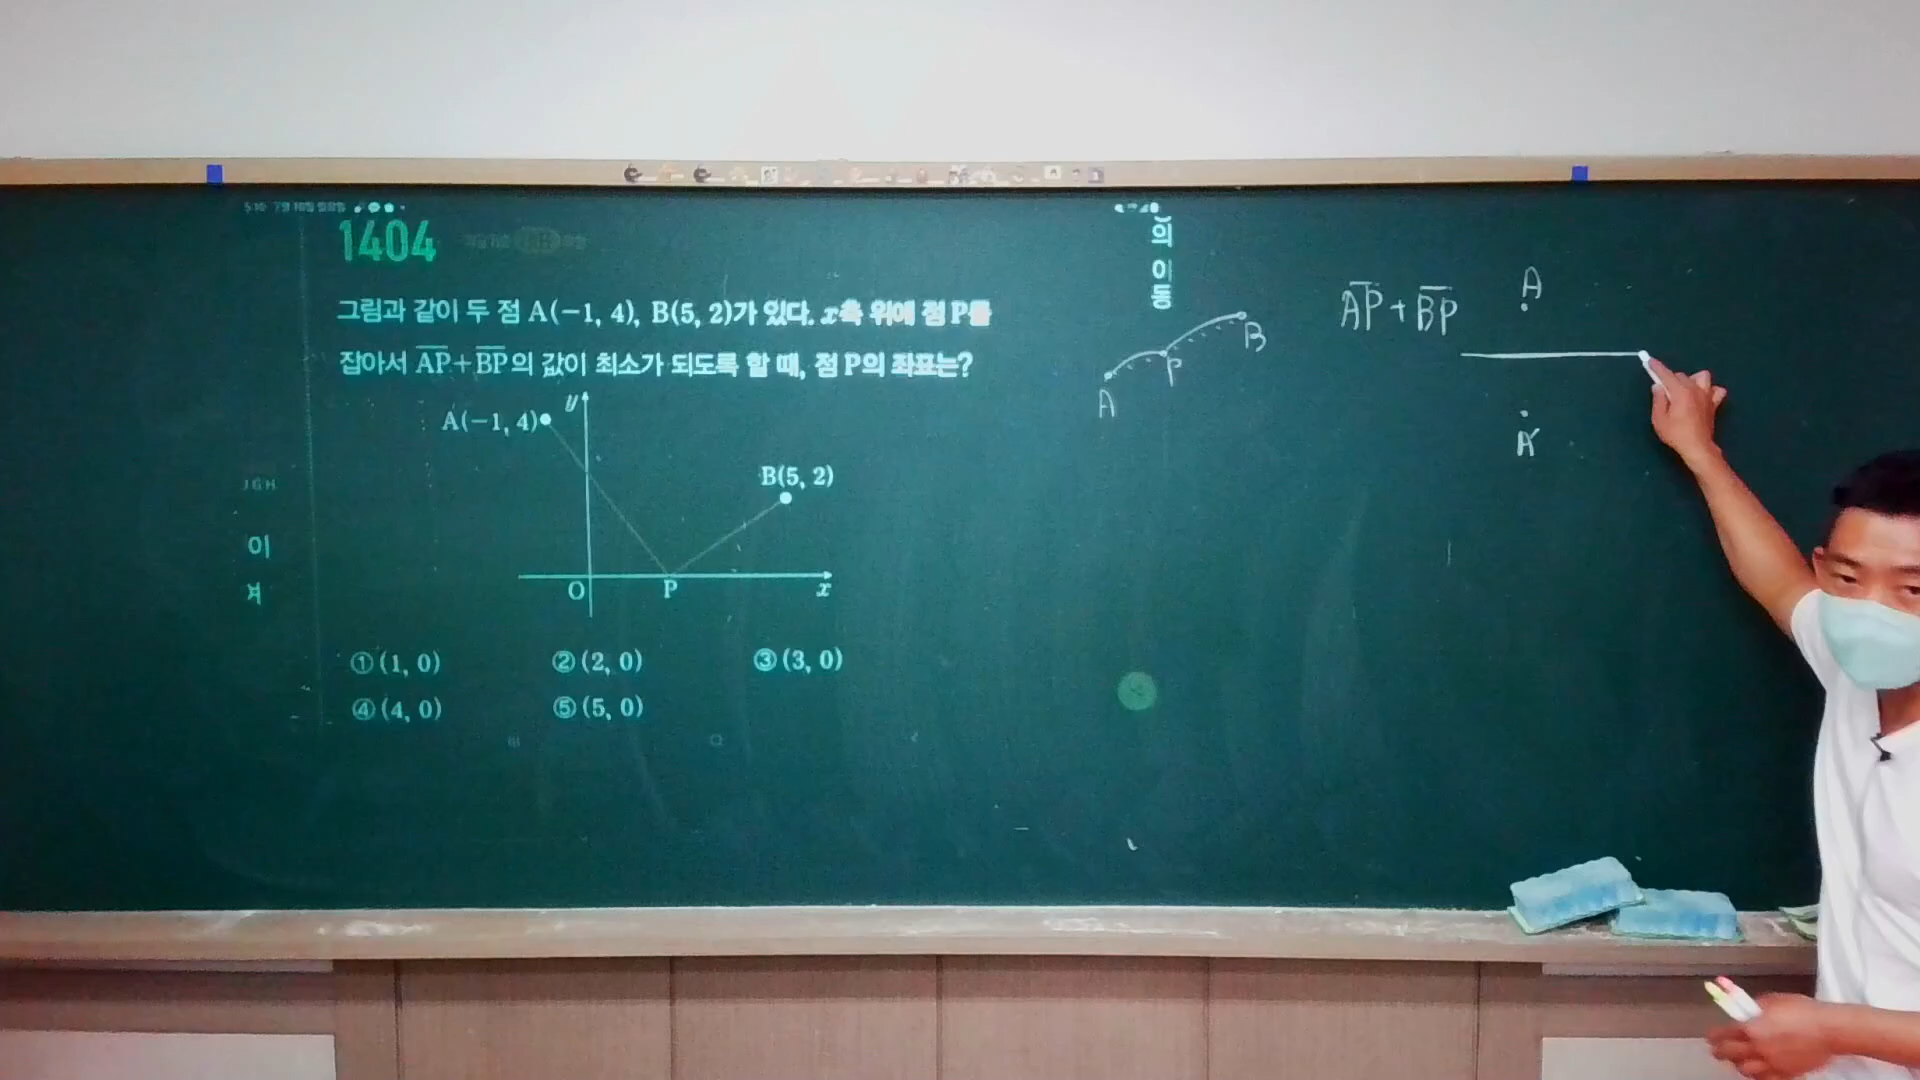 1404
그림과 같이 두 점 A(−1, 4), B(5, 2)가 있다. x축 위에 점 P를
잡아서 AP+BP의 값이 최소가 되도록 할 때, 점 P의 좌표는?
A(−1, 4)
y
B(5, 2)
O
P
x
① (1, 0)
② (2, 0)
③ (3, 0)
④ (4, 0)
⑤ (5, 0)
이
의 이동
A
P
B
AP + BP
A
A'